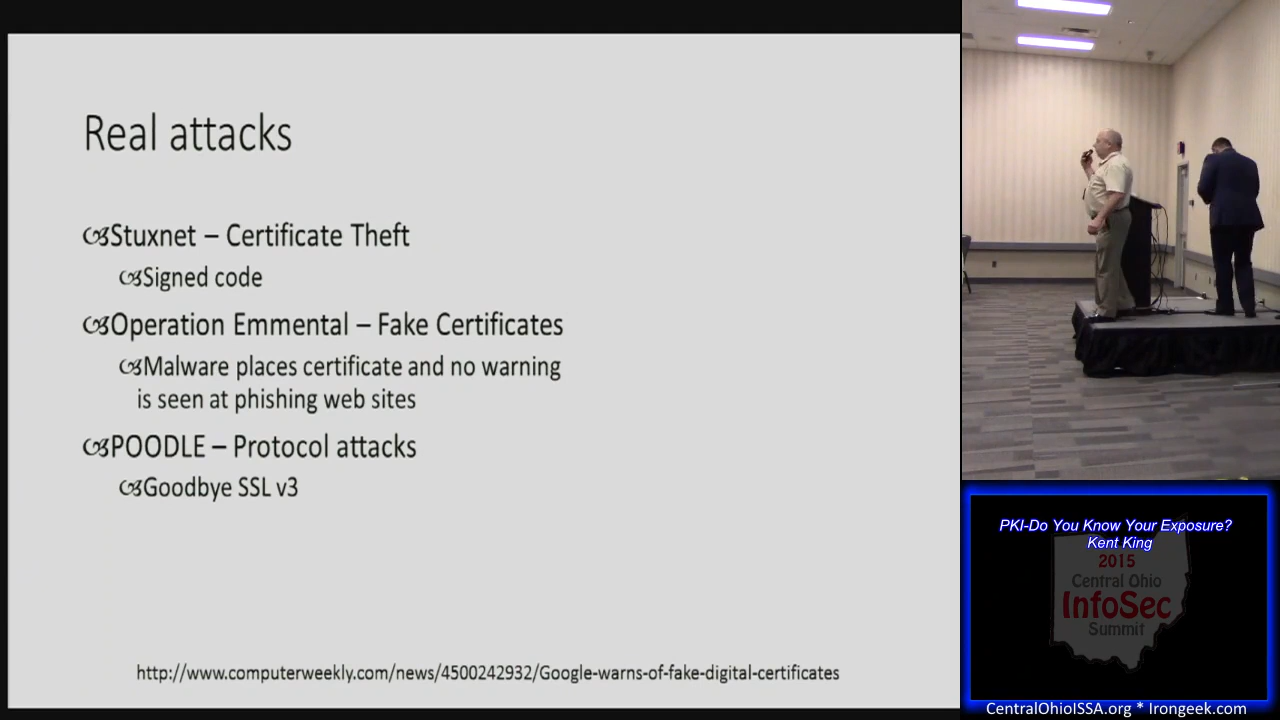 Real attacks
Stuxnet – Certificate Theft
Signed code
Operation Emmental – Fake Certificates
Malware places certificate and no warning
is seen at phishing web sites
POODLE – Protocol attacks
Goodbye SSL v3
http://www.computerweekly.com/news/4500242932/Google-warns-of-fake-digital-certificates
PKI-Do You Know Your Exposure?
Kent King
2015
Central Ohio
InfoSec
Summit
CentralOhioISSA.org * Irongeek.com